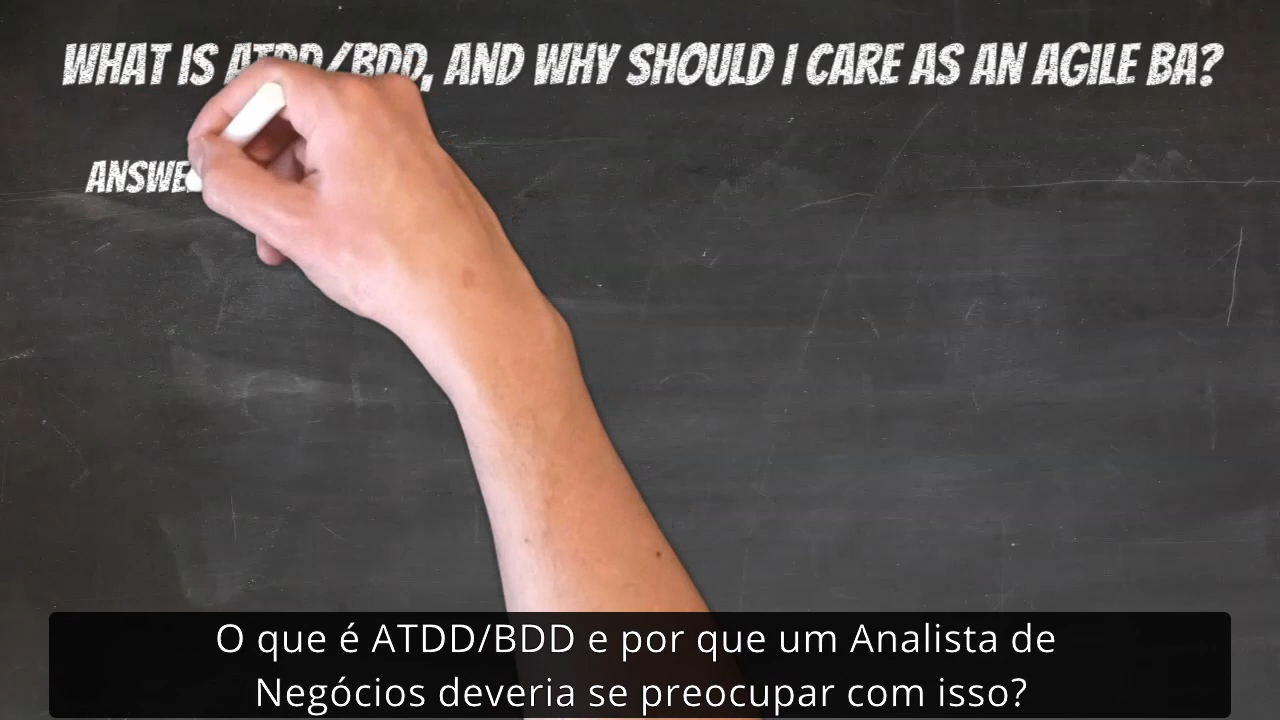 WHAT IS ATDD/BDD, AND WHY SHOULD I CARE AS AN AGILE BA?
ANSWE
O que é ATDD/BDD e por que um Analista de
Negócios deveria se preocupar com isso?